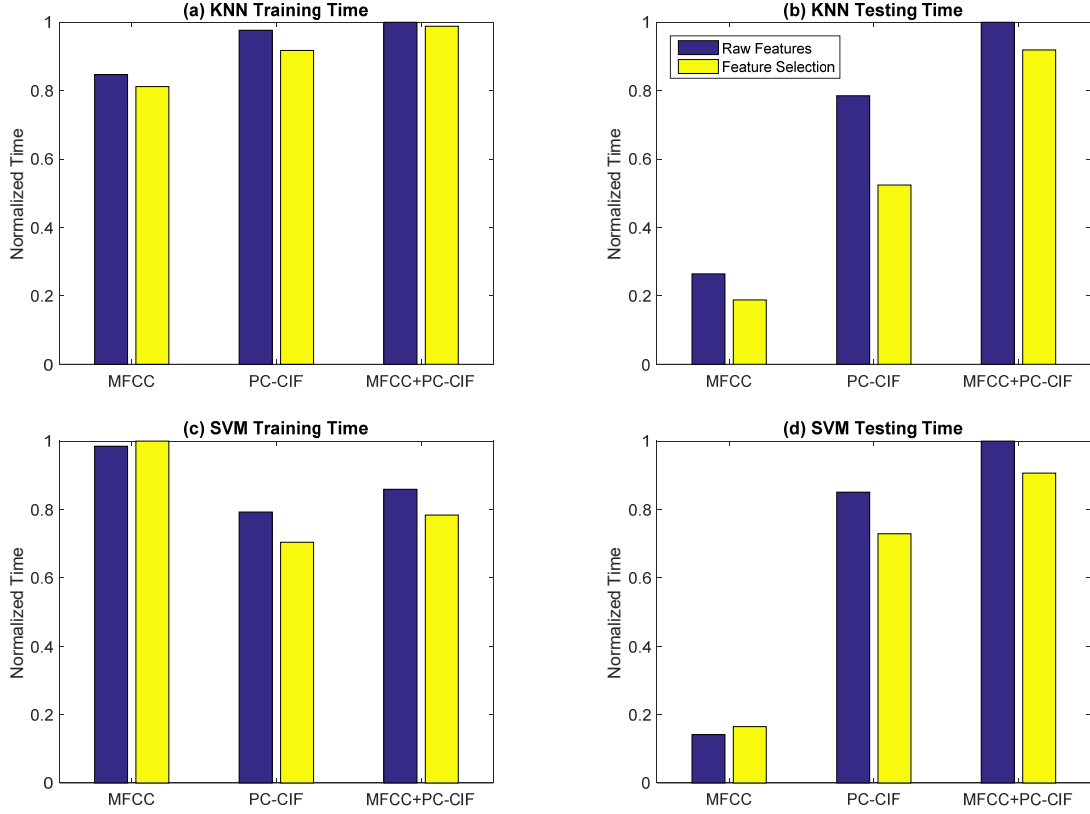 (a) KNN Training Time
1
0.8
0.6
0.4
0.2
0
Normalized Time
MFCC
PC-CIF
MFCC+PC-CIF
(b) KNN Testing Time
Raw Features
Feature Selection
1
0.8
0.6
0.4
0.2
0
Normalized Time
MFCC
PC-CIF
MFCC+PC-CIF
(c) SVM Training Time
1
0.8
0.6
0.4
0.2
0
Normalized Time
MFCC
PC-CIF
MFCC+PC-CIF
(d) SVM Testing Time
1
0.8
0.6
0.4
0.2
0
Normalized Time
MFCC
PC-CIF
MFCC+PC-CIF